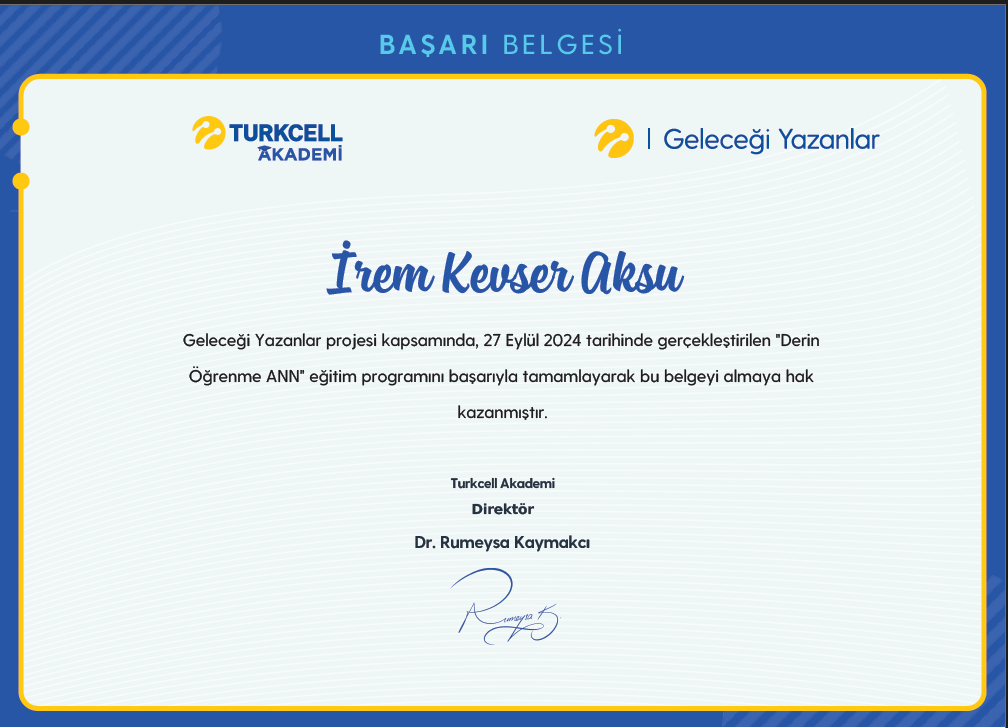 BAŞARI BELGESİ
TURKCELL
AKADEMİ
| Geleceği Yazanlar
İrem Kevser Aksu
Geleceği Yazanlar projesi kapsamında, 27 Eylül 2024 tarihinde gerçekleştirilen "Derin
Öğrenme ANN" eğitim programını başarıyla tamamlayarak bu belgeyi almaya hak
kazanmıştır.
Turkcell Akademi
Direktör
Dr. Rumeysa Kaymakcı
Rumeysa K